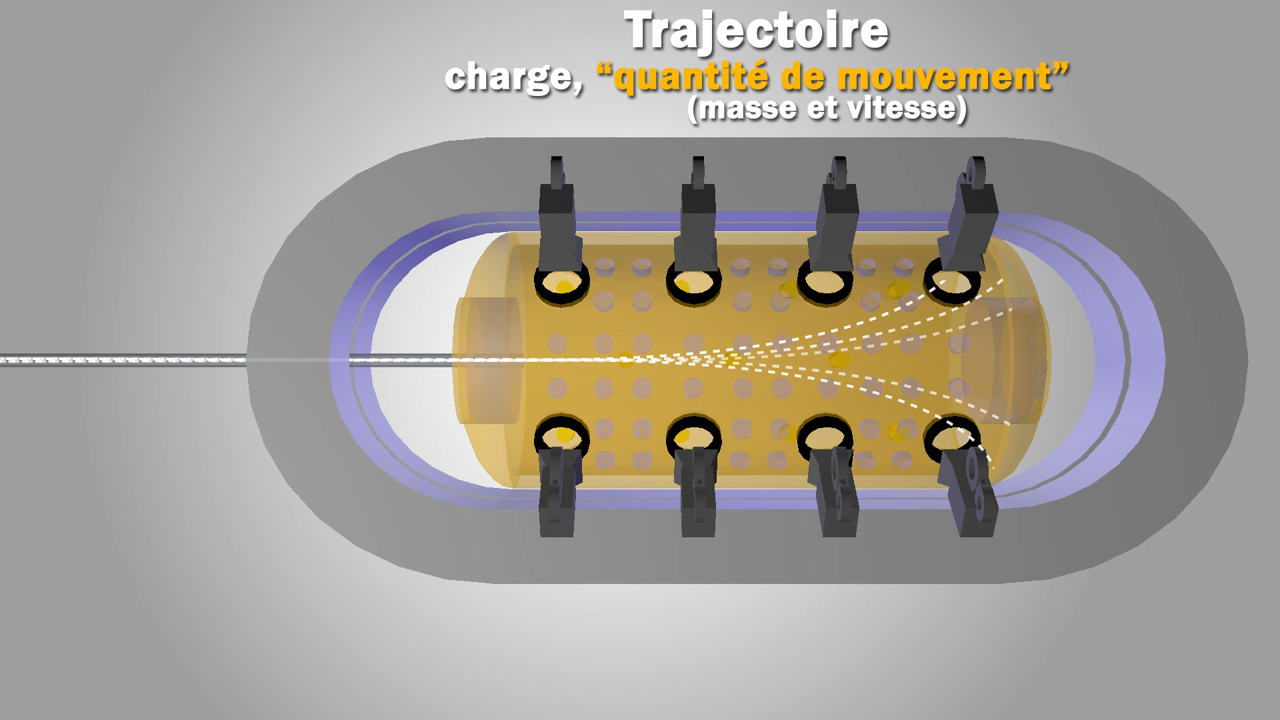 Trajectoire
charge, “quantité de mouvement”
(masse et vitesse)